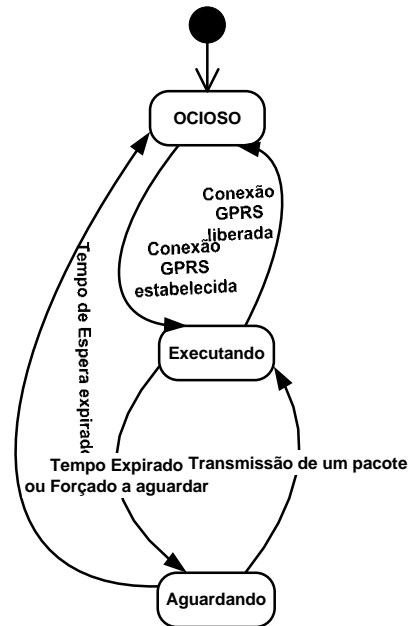 OCIOSO
Conexão
GPRS
liberada
Conexão
GPRS
estabelecida
Tempo de Espera expirado
Executando
Tempo Expirado
ou Forçado a aguardar
Transmissão de um pacote
Aguardando